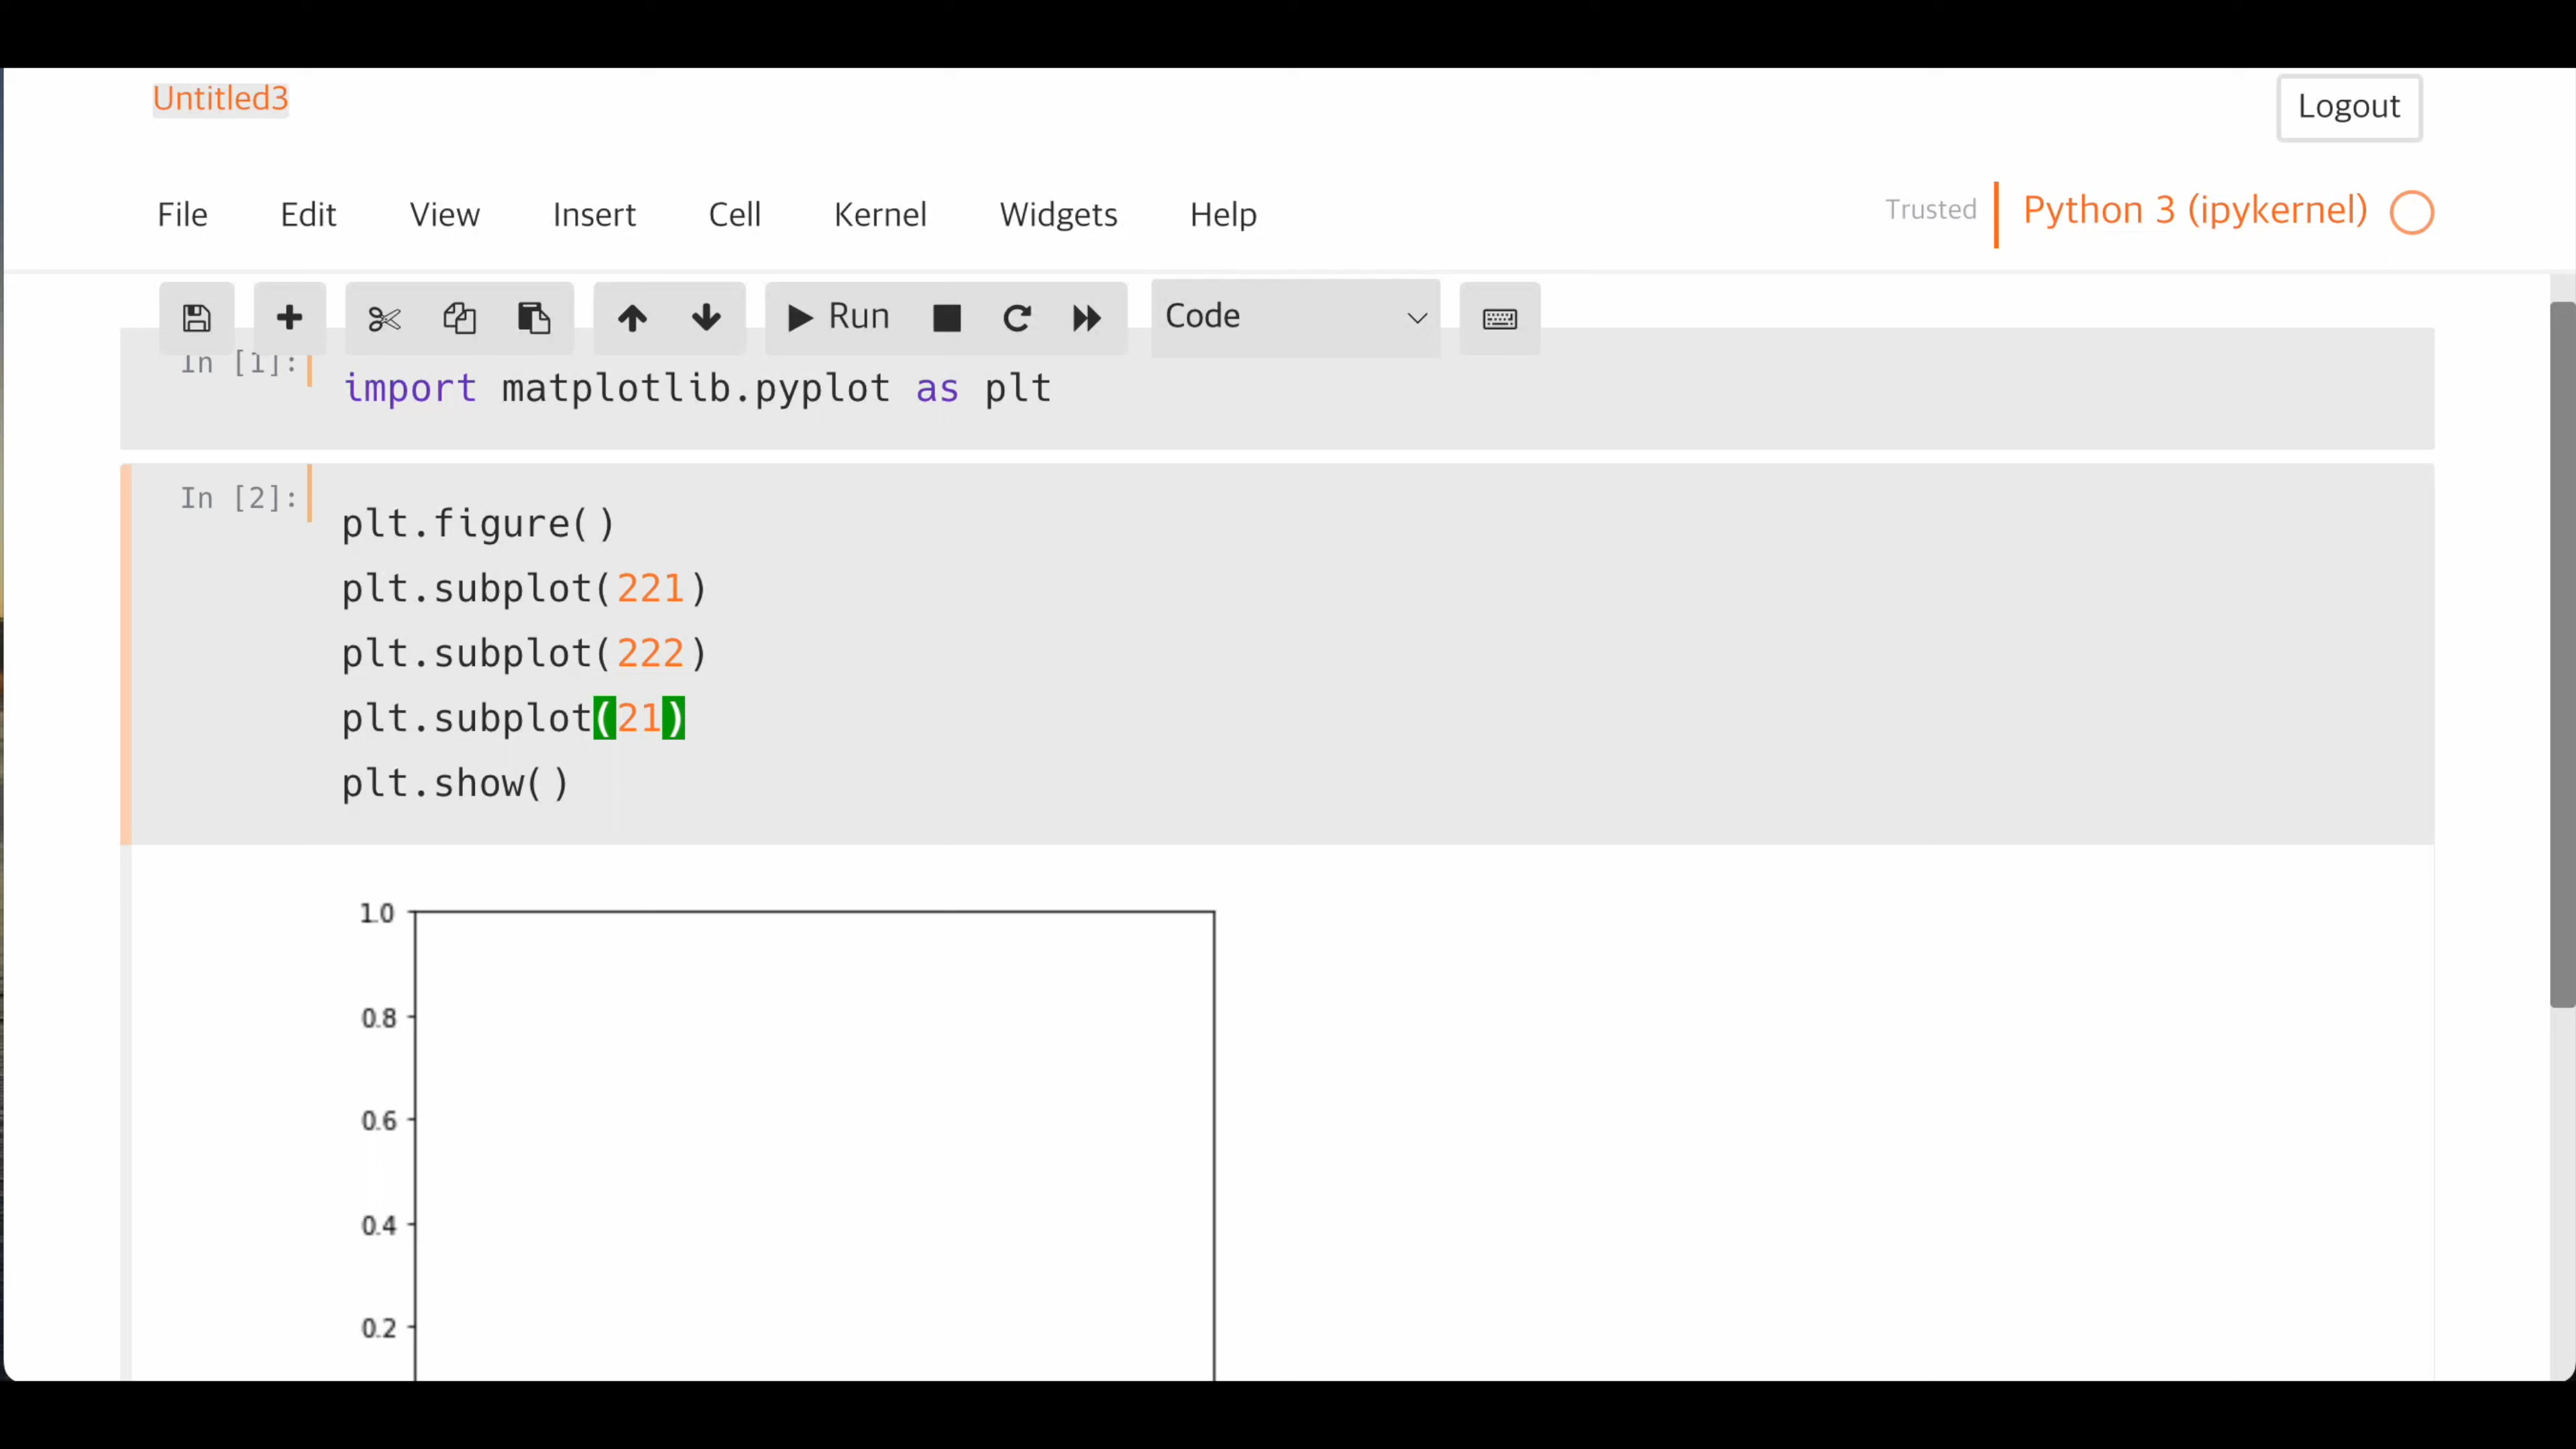 Untitled3
Logout
File Edit View Insert Cell Kernel Widgets Help
Trusted Python 3 (ipykernel)
Run Code
In [1]: import matplotlib.pyplot as plt
In [2]: plt.figure()
plt.subplot(221)
plt.subplot(222)
plt.subplot(21)
plt.show()
1.0
0.8
0.6
0.4
0.2